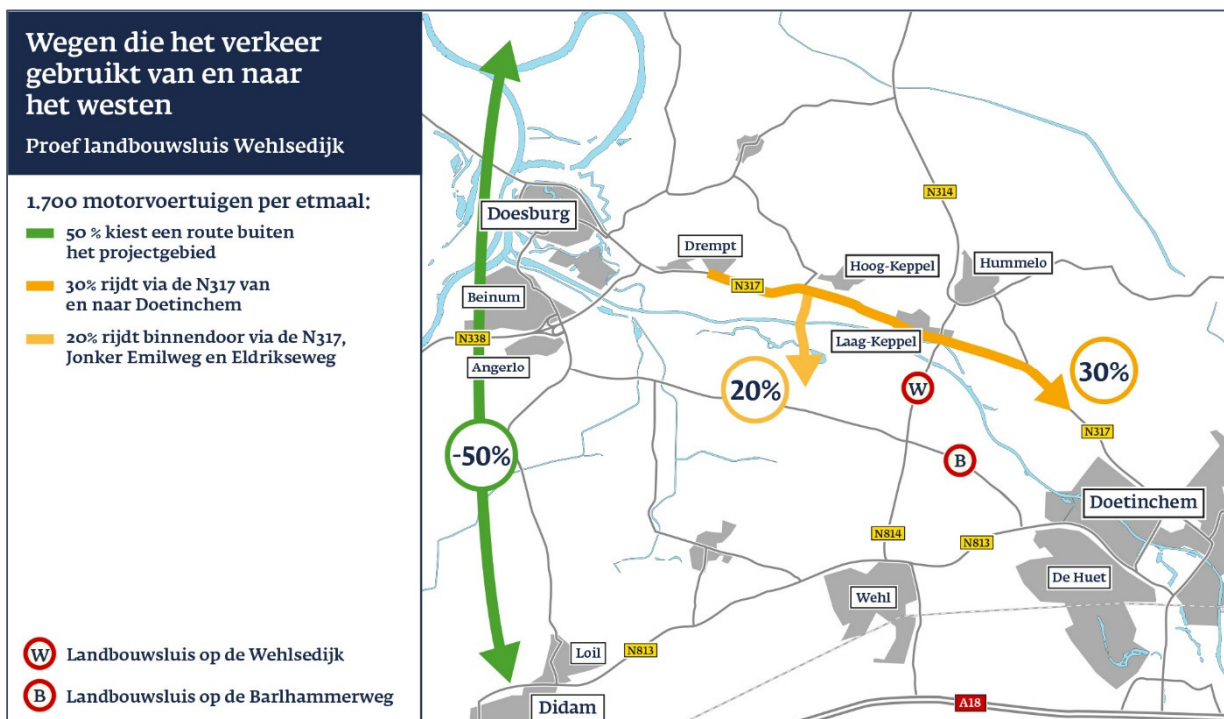 Wegen die het verkeer
gebruikt van en naar
het westen
Proef landbouwsluis Wehlsedijk
1.700 motorvoertuigen per etmaal:
50 % kiest een route buiten
het projectgebied
30% rijdt via de N317 van
en naar Doetinchem
20% rijdt binnendoor via de N317,
Jonker Emilweg en Eldrikseweg
W Landbouwsluis op de Wehlsedijk
B Landbouwsluis op de Barlhammerweg
N314
Doesburg
Drempt
Hoog-Keppel
Hummelo
N317
Beinum
N338
Laag-Keppel
Angerlo
20%
W
30%
N317
-50%
B
Doetinchem
N814
N813
De Huet
Wehl
Loil
N813
Didam
A18